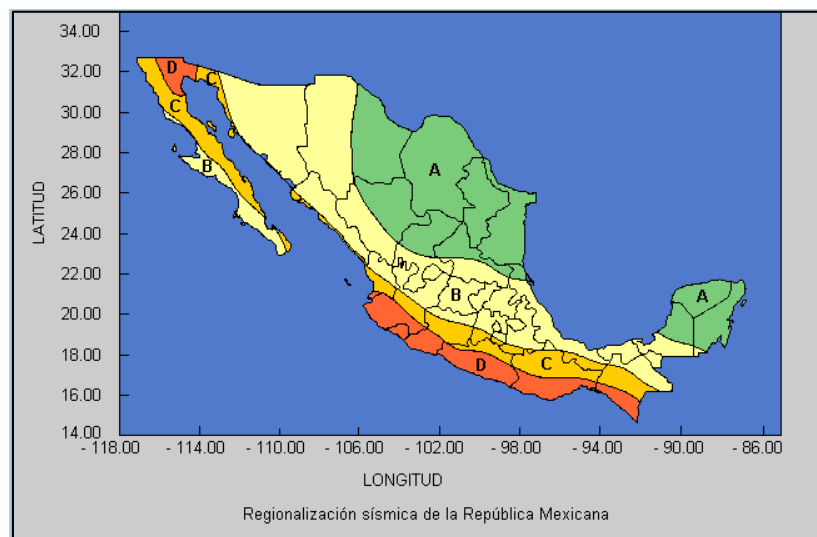 34.00
32.00
30.00
28.00
26.00
24.00
22.00
20.00
18.00
16.00
14.00
LATITUD
D
C
C
B
A
A
B
C
D
- 118.00 - 114.00 - 110.00 - 106.00 - 102.00 - 98.00 - 94.00 - 90.00 - 86.00
LONGITUD
Regionalización sísmica de la República Mexicana